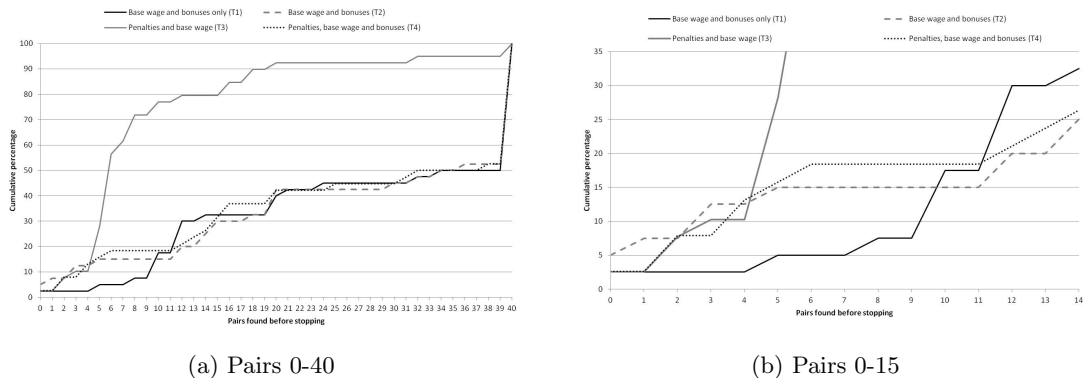 Base wage and bonuses only (T1)
Base wage and bonuses (T2)
Penalties and base wage (T3)
Penalties, base wage and bonuses (T4)
Cumulative percentage
100
90
80
70
60
50
40
30
20
10
0
0 1 2 3 4 5 6 7 8 9 10 11 12 13 14 15 16 17 18 19 20 21 22 23 24 25 26 27 28 29 30 31 32 33 34 35 36 37 38 39 40
Pairs found before stopping
(a) Pairs 0-40
Base wage and bonuses only (T1)
Base wage and bonuses (T2)
Penalties and base wage (T3)
Penalties, base wage and bonuses (T4)
Cumulative percentage
35
30
25
20
15
10
5
0
0 1 2 3 4 5 6 7 8 9 10 11 12 13 14
Pairs found before stopping
(b) Pairs 0-15